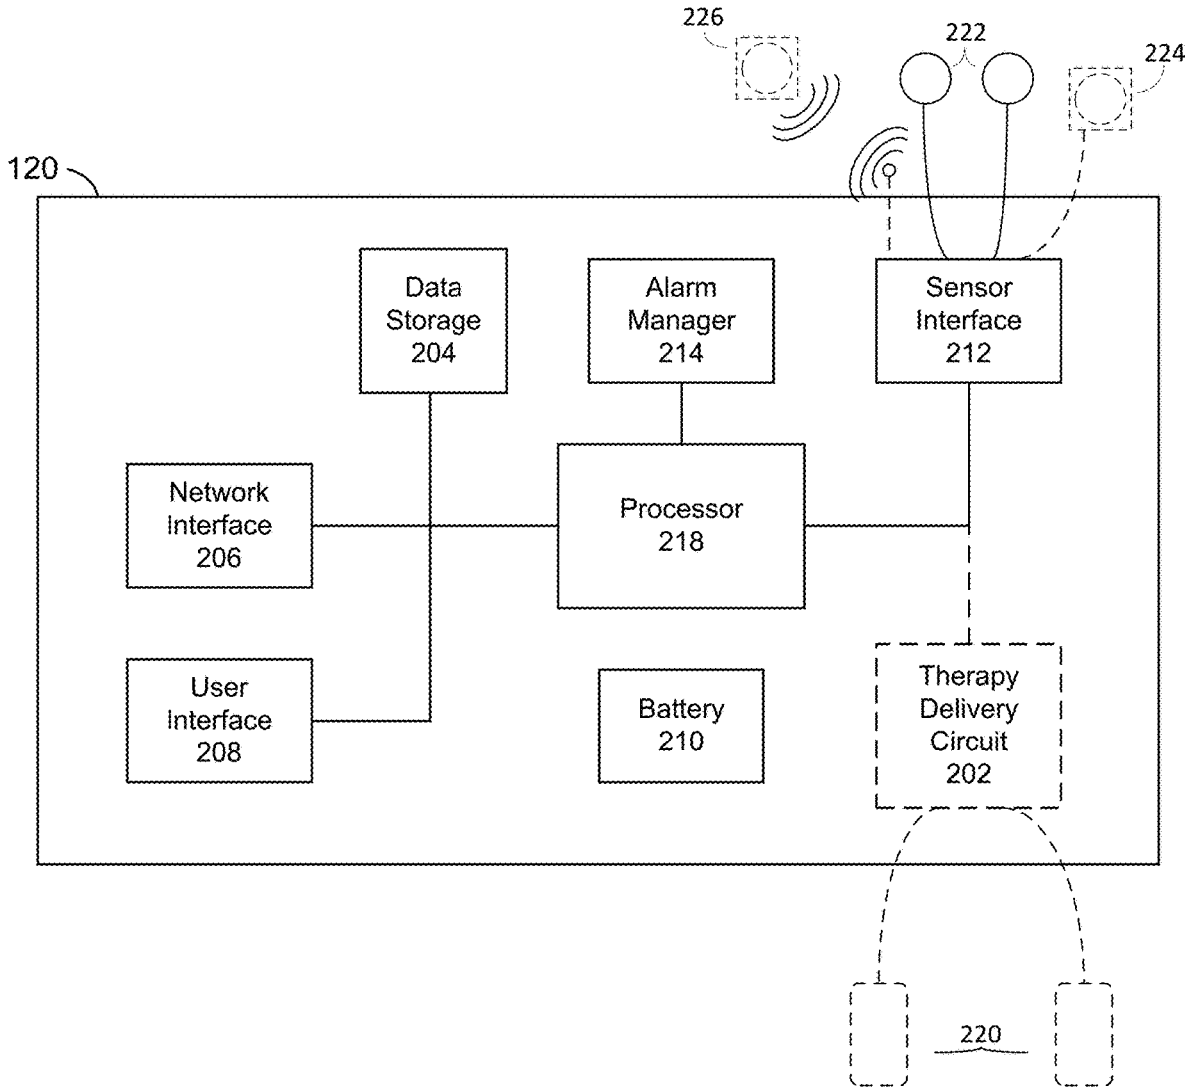 226
222
224
120
Data
Storage
204
Alarm
Manager
214
Sensor
Interface
212
Network
Interface
206
Processor
218
User
Interface
208
Battery
210
Therapy
Delivery
Circuit
202
220